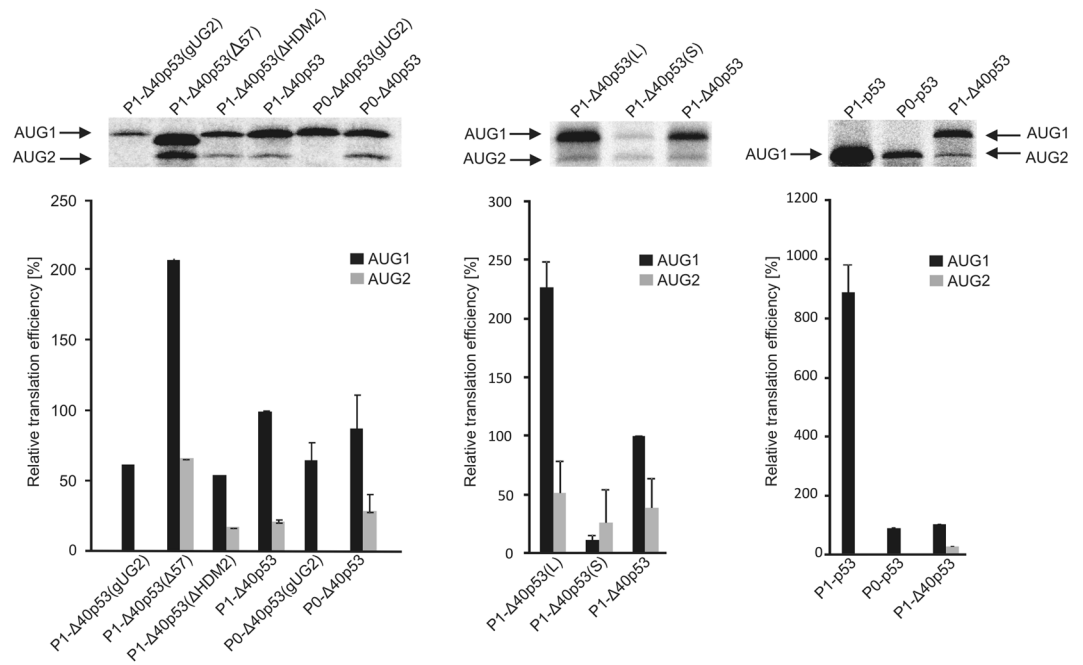 P1-Δ40p53(gUG2)
P1-Δ40p53(Δ57)
P1-Δ40p53(ΔHDM2)
P1-Δ40p53
P0-Δ40p53(gUG2)
P0-Δ40p53
AUG1
AUG2
Relative translation efficiency [%]
250
200
150
100
50
0
AUG1
AUG2
P1-Δ40p53(gUG2)
P1-Δ40p53(Δ57)
P1-Δ40p53(ΔHDM2)
P1-Δ40p53
P0-Δ40p53(gUG2)
P0-Δ40p53
P1-Δ40p53(L)
P1-Δ40p53(S)
P1-Δ40p53
AUG1
AUG2
Relative translation efficiency [%]
300
250
200
150
100
50
0
AUG1
AUG2
P1-Δ40p53(L)
P1-Δ40p53(S)
P1-Δ40p53
P1-p53
P0-p53
P1-Δ40p53
AUG1
AUG1
AUG2
Relative translation efficiency [%]
1200
1000
800
600
400
200
0
AUG1
AUG2
P1-p53
P0-p53
P1-Δ40p53